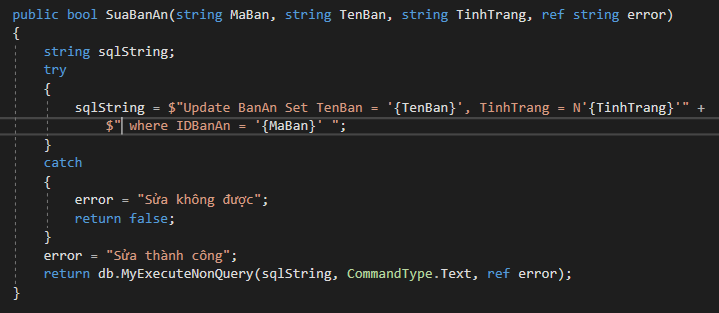 public bool SuaBanAn(string MaBan, string TenBan, string TinhTrang, ref string error)
{
string sqlString;
try
{
sqlString = $"Update BanAn Set TenBan = '{TenBan}', TinhTrang = N'{TinhTrang}'" +
$" where IDBanAn = '{MaBan}' ";
}
catch
{
error = "Sửa không được";
return false;
}
error = "Sửa thành công";
return db.MyExecuteNonQuery(sqlString, CommandType.Text, ref error);
}